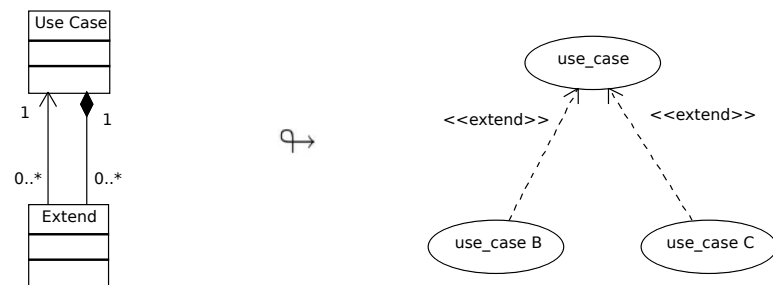 Use Case
1
1
0..*
0..*
Extend
use_case
<<extend>>
<<extend>>
use_case B
use_case C